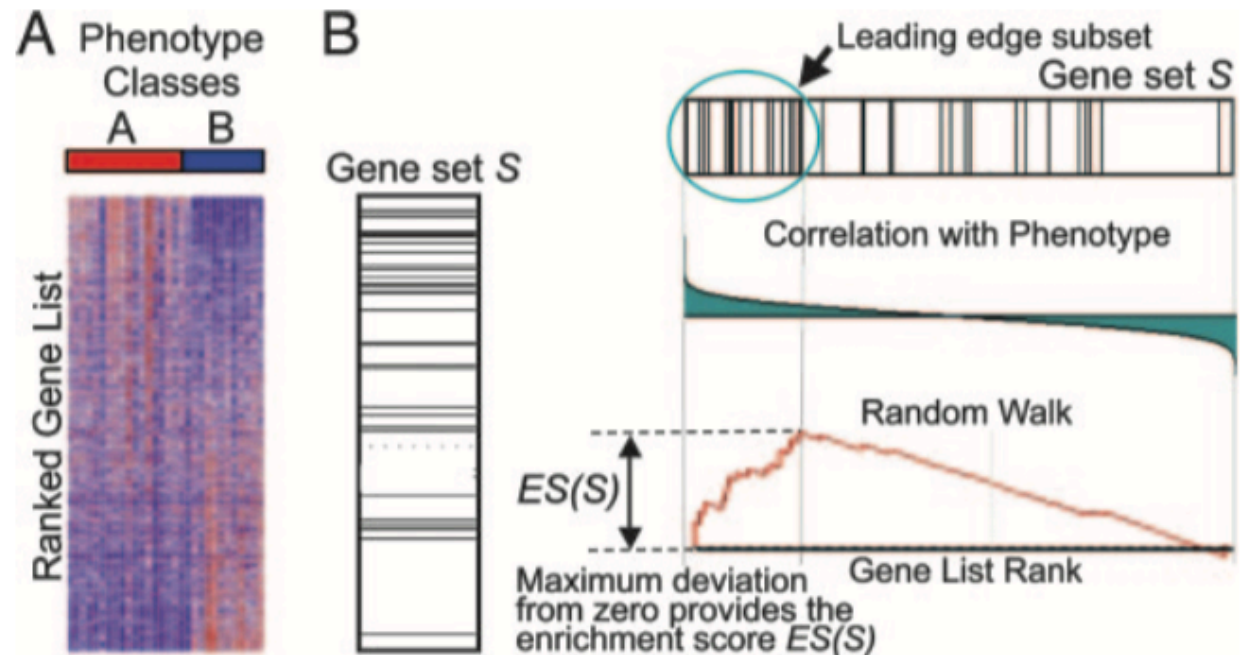 A
Phenotype
Classes
A
B
Ranked Gene List
B
Gene set S
Leading edge subset
Gene set S
Correlation with Phenotype
Random Walk
ES(S)
Gene List Rank
Maximum deviation
from zero provides the
enrichment score ES(S)